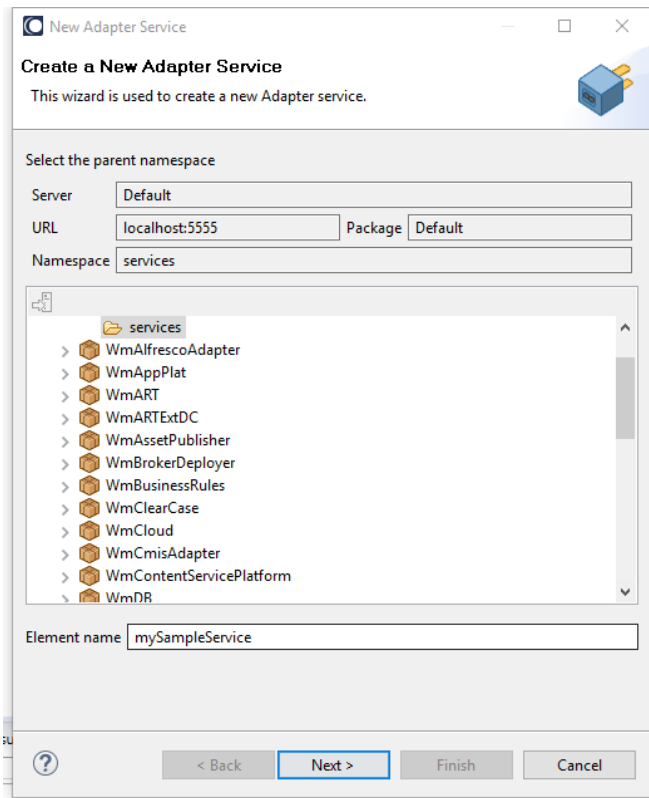 New Adapter Service
Create a New Adapter Service
This wizard is used to create a new Adapter service.
Select the parent namespace
Server Default
URL localhost:5555 Package Default
Namespace services
services
WmAlfrescoAdapter
WmAppPlat
WmART
WmARTExtDC
WmAssetPublisher
WmBrokerDeployer
WmBusinessRules
WmClearCase
WmCloud
WmCmisAdapter
WmContentServicePlatform
WmDB
Element name mySampleService
su
? < Back Next > Finish Cancel